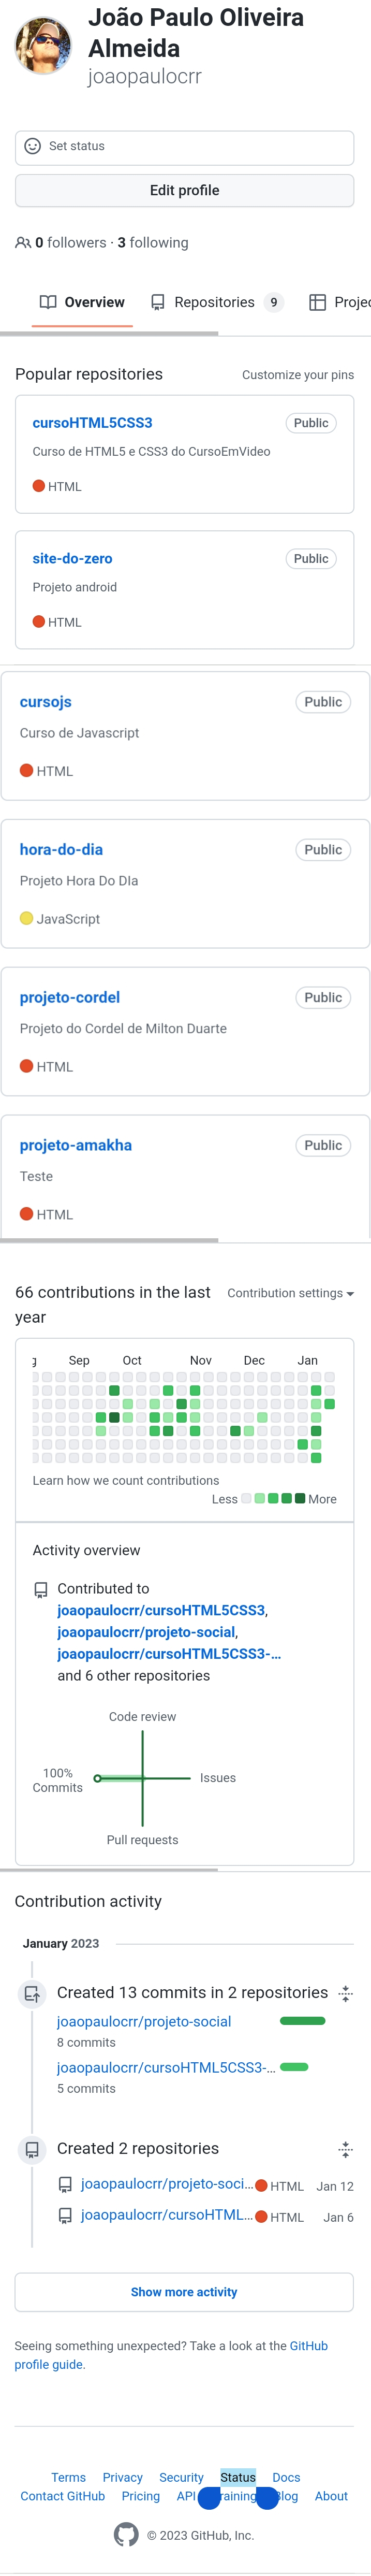 João Paulo Oliveira
Almeida
joaopaulocrr
Set status
Edit profile
0 followers · 3 following
Overview Repositories 9
Popular repositories Customize your pins
cursoHTML5CSS3 Public
Curso de HTML5 e CSS3 do CursoEmVideo
HTML
site-do-zero Public
Projeto android
HTML
cursojs Public
Curso de Javascript
HTML
hora-do-dia Public
Projeto Hora Do DIa
JavaScript
projeto-cordel Public
Projeto do Cordel de Milton Duarte
HTML
projeto-amakha Public
Teste
HTML
66 contributions in the last Contribution settings
year
Sep Oct Nov Dec Jan
Learn how we count contributions
Less More
Activity overview
Contributed to
joaopaulocrr/cursoHTML5CSS3,
joaopaulocrr/projeto-social,
joaopaulocrr/cursoHTML5CSS3-…
and 6 other repositories
Code review
100%
Commits
Issues
Pull requests
Contribution activity
January 2023
Created 13 commits in 2 repositories
joaopaulocrr/projeto-social
8 commits
joaopaulocrr/cursoHTML5CSS3-…
5 commits
Created 2 repositories
joaopaulocrr/projeto-soci… HTML Jan 12
joaopaulocrr/cursoHTML… HTML Jan 6
Show more activity
Seeing something unexpected? Take a look at the GitHub
profile guide.
Terms Privacy Security Status Docs
Contact GitHub Pricing API About
© 2023 GitHub, Inc.